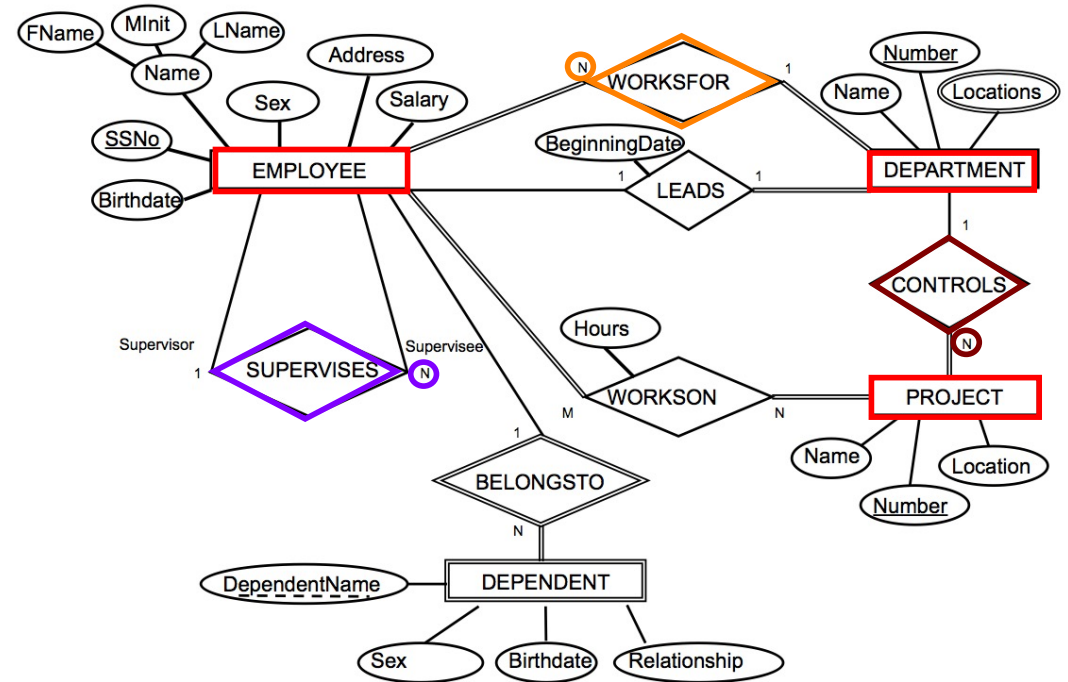 FName
MInit
LName
Name
Address
Sex
Salary
SSNo
Birthdate
EMPLOYEE
N
WORKSFOR
1
Number
Name
Locations
BeginningDate
1
LEADS
1
DEPARTMENT
1
CONTROLS
N
Supervisor
1
SUPERVISES
Supervisee
N
Hours
M
WORKSON
N
PROJECT
Name
Number
Location
1
BELONGSTO
N
DependentName
DEPENDENT
Sex
Birthdate
Relationship